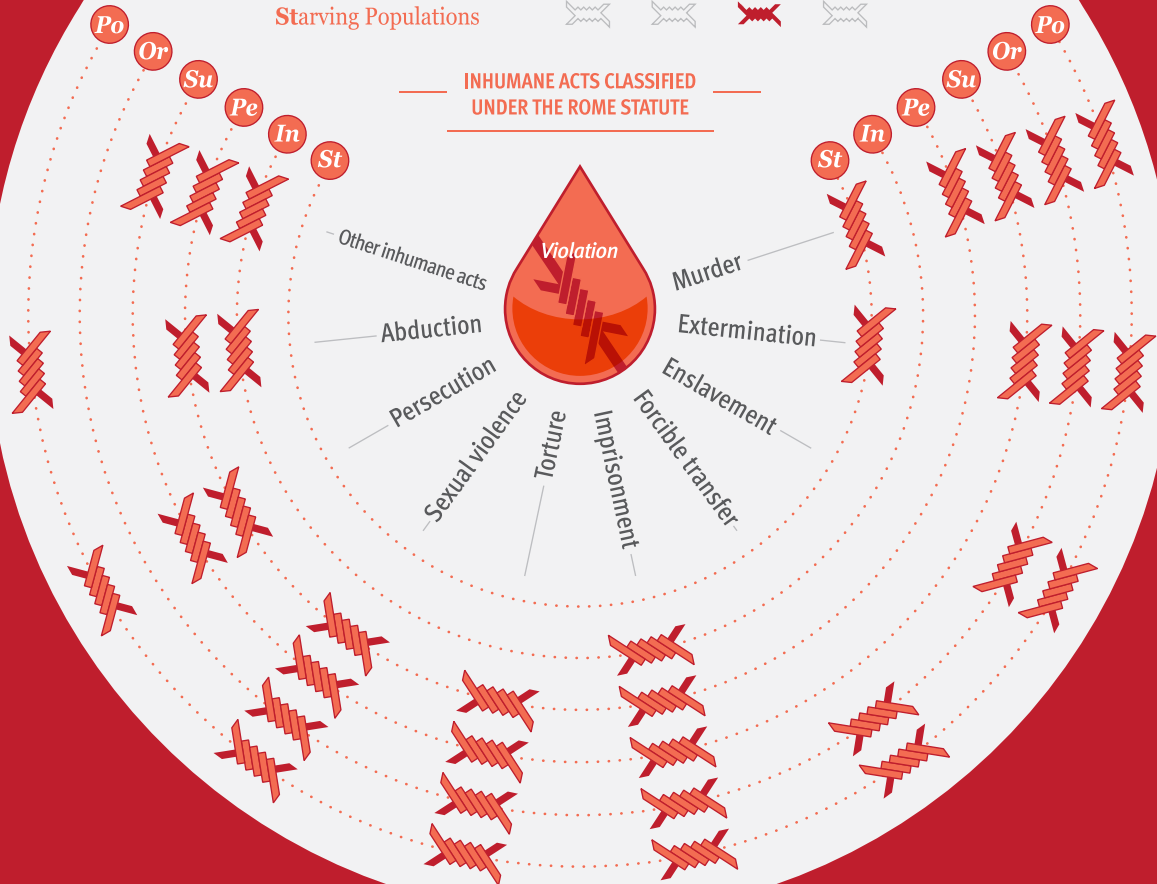 Starving Populations
INHUMANE ACTS CLASSIFIED
UNDER THE ROME STATUTE
Po
Or
Su
Pe
In
St
Po
Or
Su
Pe
In
St
Violation
Other inhumane acts
Abduction
Persecution
Sexual violence
Torture
Imprisonment
Forcible transfer
Enslavement
Extermination
Murder